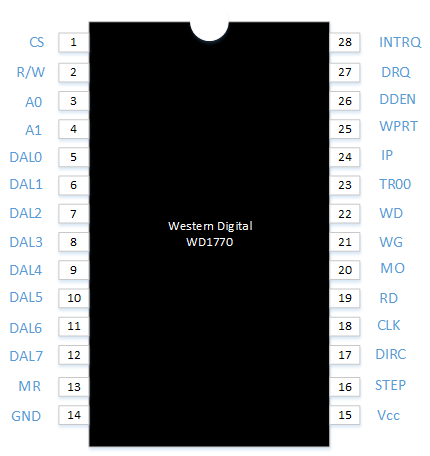 CS 1 28 INTRQ
R/W 2 27 DRQ
A0 3 26 DDEN
A1 4 25 WPRT
DAL0 5 24 IP
DAL1 6 23 TR00
DAL2 7 22 WD
Western Digital
WD1770
DAL3 8 21 WG
DAL4 9 20 MO
DAL5 10 19 RD
DAL6 11 18 CLK
DAL7 12 17 DIRC
MR 13 16 STEP
GND 14 15 Vcc